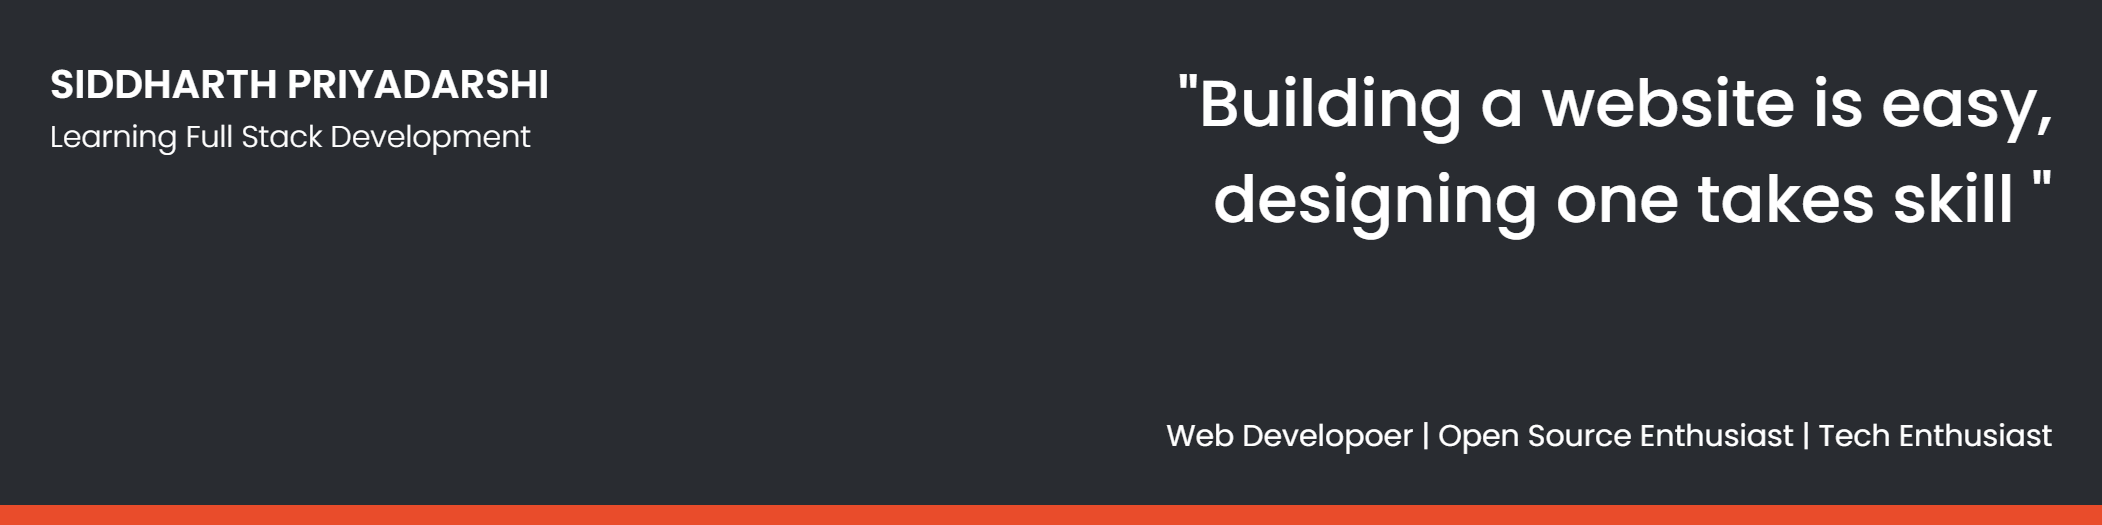 SIDDHARTH PRIYADARSHI
Learning Full Stack Development
"Building a website is easy,
designing one takes skill "
Web Developoer | Open Source Enthusiast | Tech Enthusiast